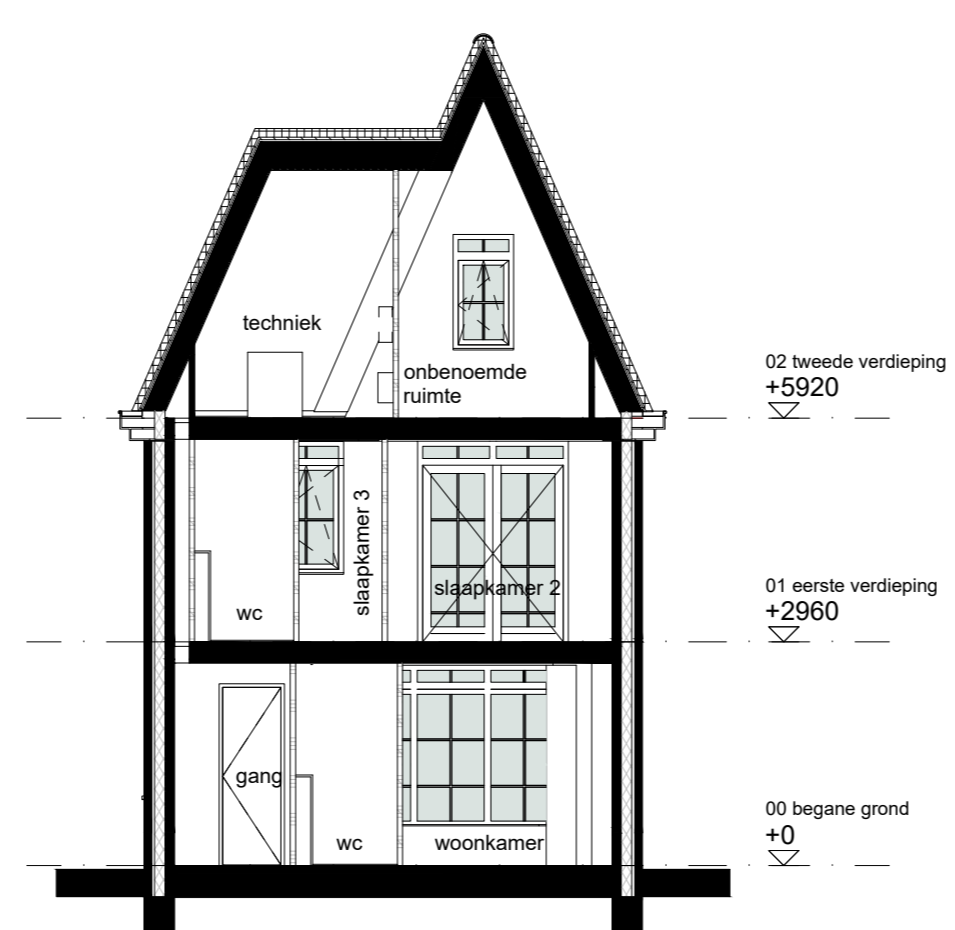 techniek
onbenoemde
ruimte
02 tweede verdieping
+5920
slaapkamer 3
slaapkamer 2
wc
01 eerste verdieping
+2960
gang
wc
woonkamer
00 begane grond
+0